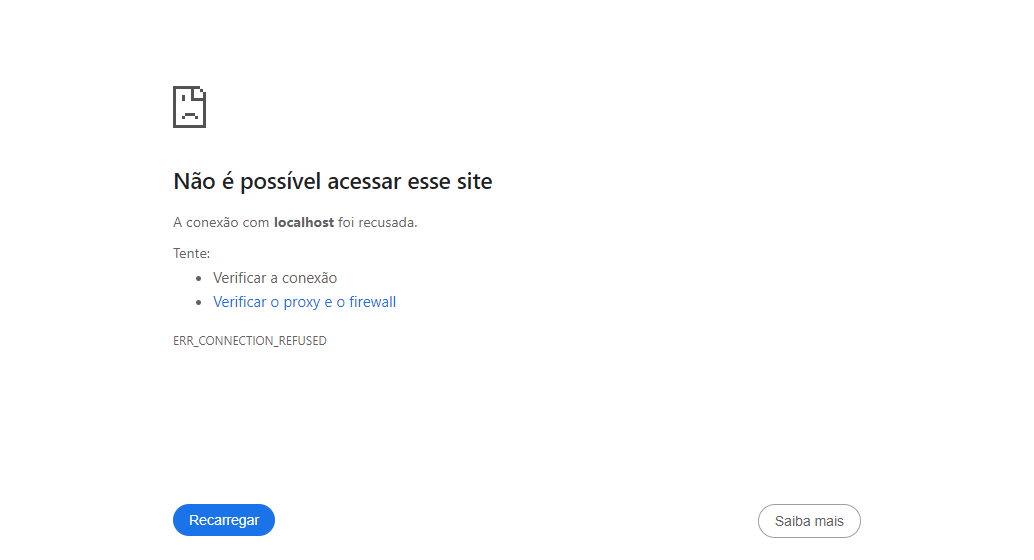 Não é possível acessar esse site
A conexão com localhost foi recusada.
Tente:
• Verificar a conexão
• Verificar o proxy e o firewall
ERR_CONNECTION_REFUSED
Recarregar
Saiba mais